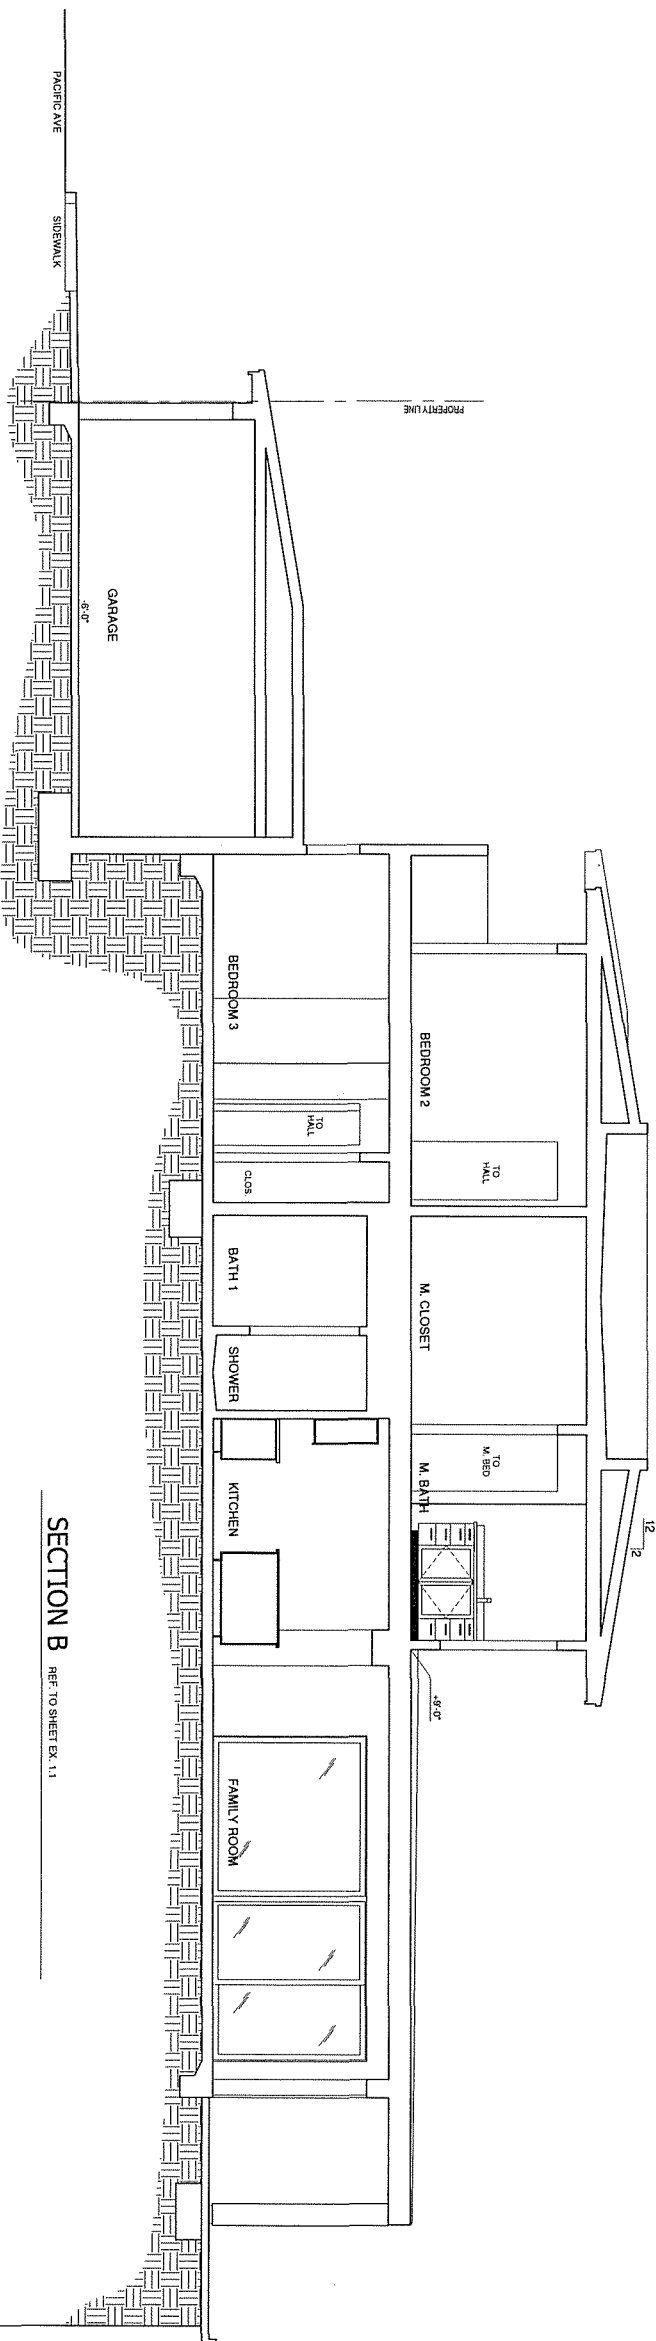 PROPERTY LINE
12
2
BEDROOM 2
TO
HALL
M. CLOSET
TO
M. BED
M. BATH
+9'-0"
BEDROOM 3
TO
HALL
CLOS.
BATH 1
SHOWER
KITCHEN
FAMILY ROOM
GARAGE
-6'-0"
PACIFIC AVE
SIDEWALK
SECTION B
REF. TO SHEET EX. 1.1